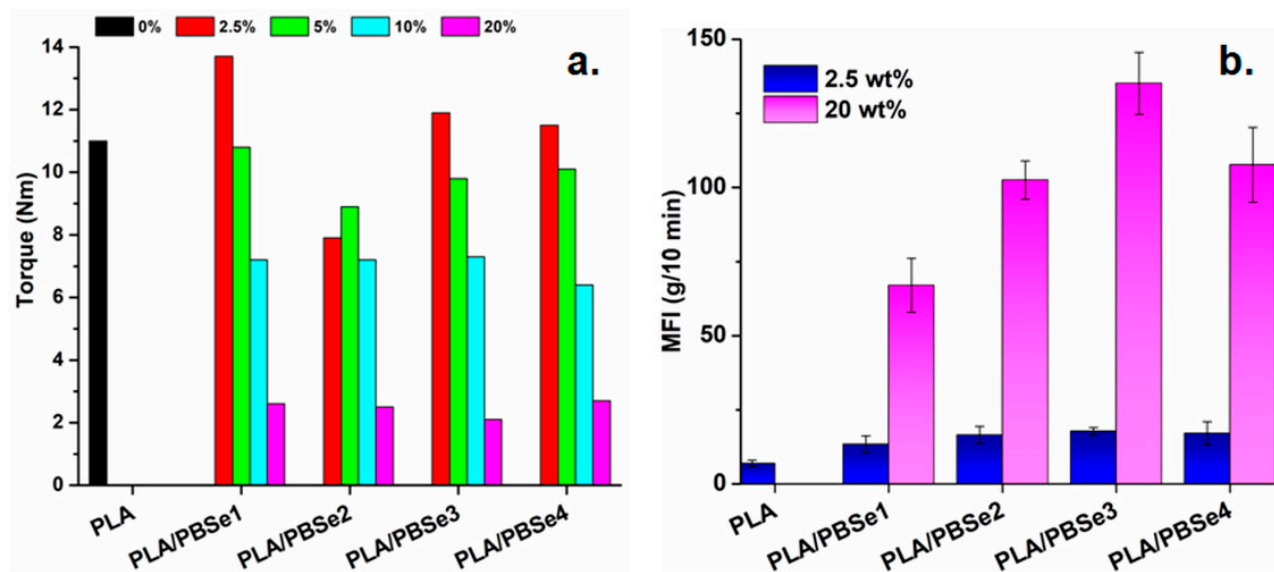 0% 2.5% 5% 10% 20%
a.
14
12
10
8
6
4
2
0
Torque (Nm)
PLA PLA/PBSe1 PLA/PBSe2 PLA/PBSe3 PLA/PBSe4
b.
2.5 wt%
20 wt%
150
100
50
0
MFI (g/10 min)
PLA PLA/PBSe1 PLA/PBSe2 PLA/PBSe3 PLA/PBSe4